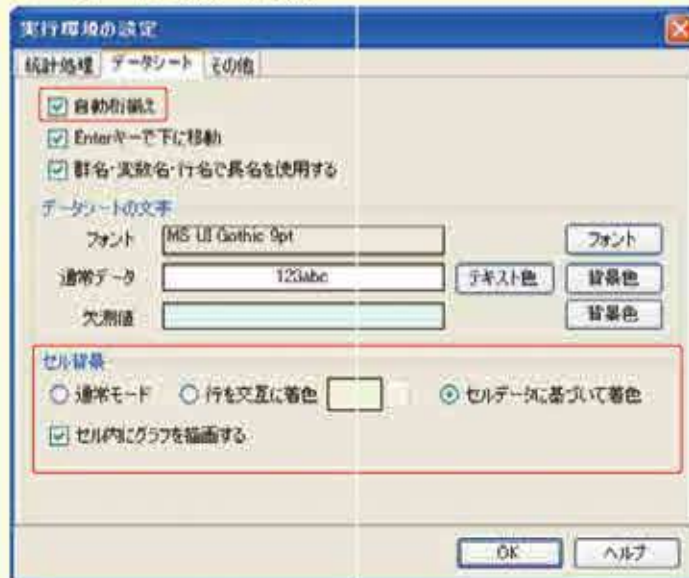 実行環境の設定
統計処理 データシート その他
自動桁揃え
Enterキーで下に移動
群名・変数名・行名で長名を使用する
データシートの文字
フォント MS UI Gothic 9pt フォント
通常データ 123abc テキスト色 背景色
欠測値 背景色
セル背景
通常モード 行を交互に着色 セルデータに基づいて着色
セル内にグラフを描画する
OK ヘルプ